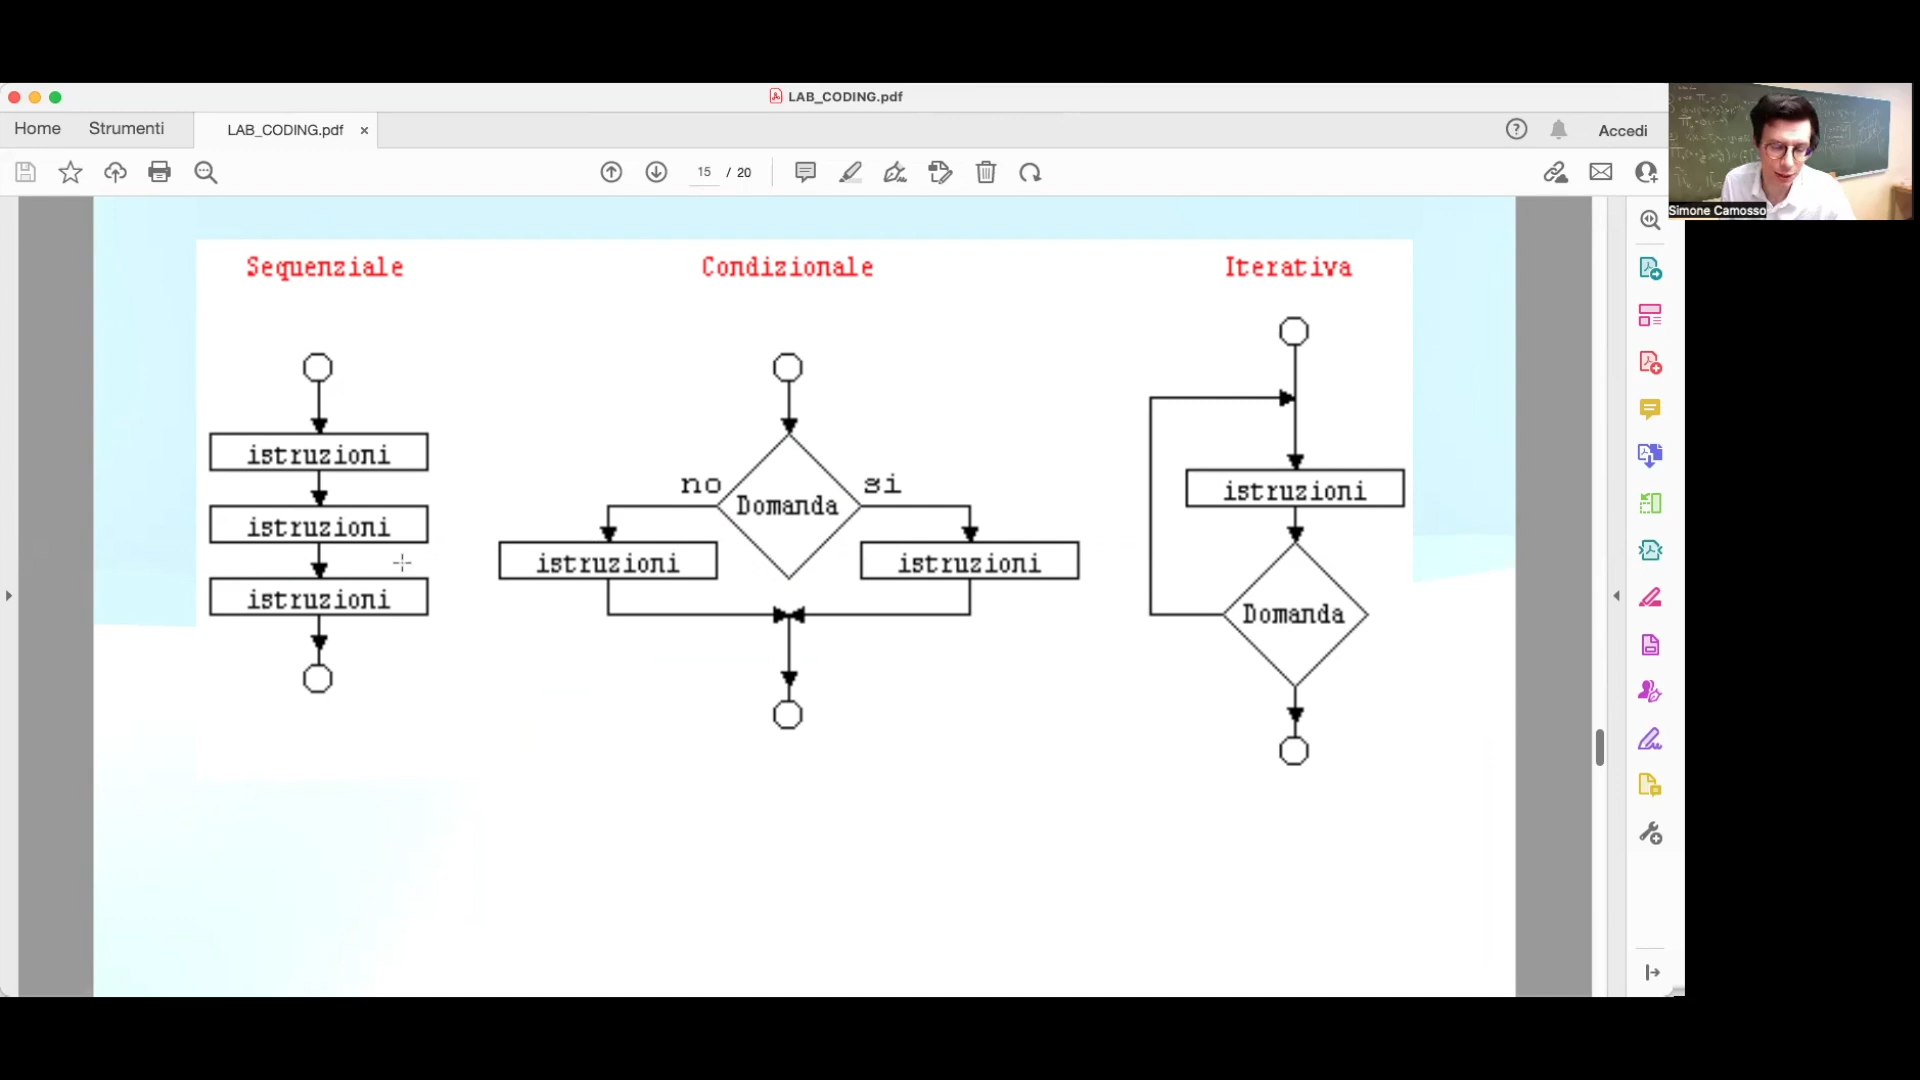 LAB_CODING.pdf
Home Strumenti LAB_CODING.pdf × Accedi
15 / 20
Simone Camosso
Sequenziale Condizionale Iterativa
istruzioni
istruzioni
istruzioni
no Domanda si
istruzioni istruzioni
istruzioni
Domanda